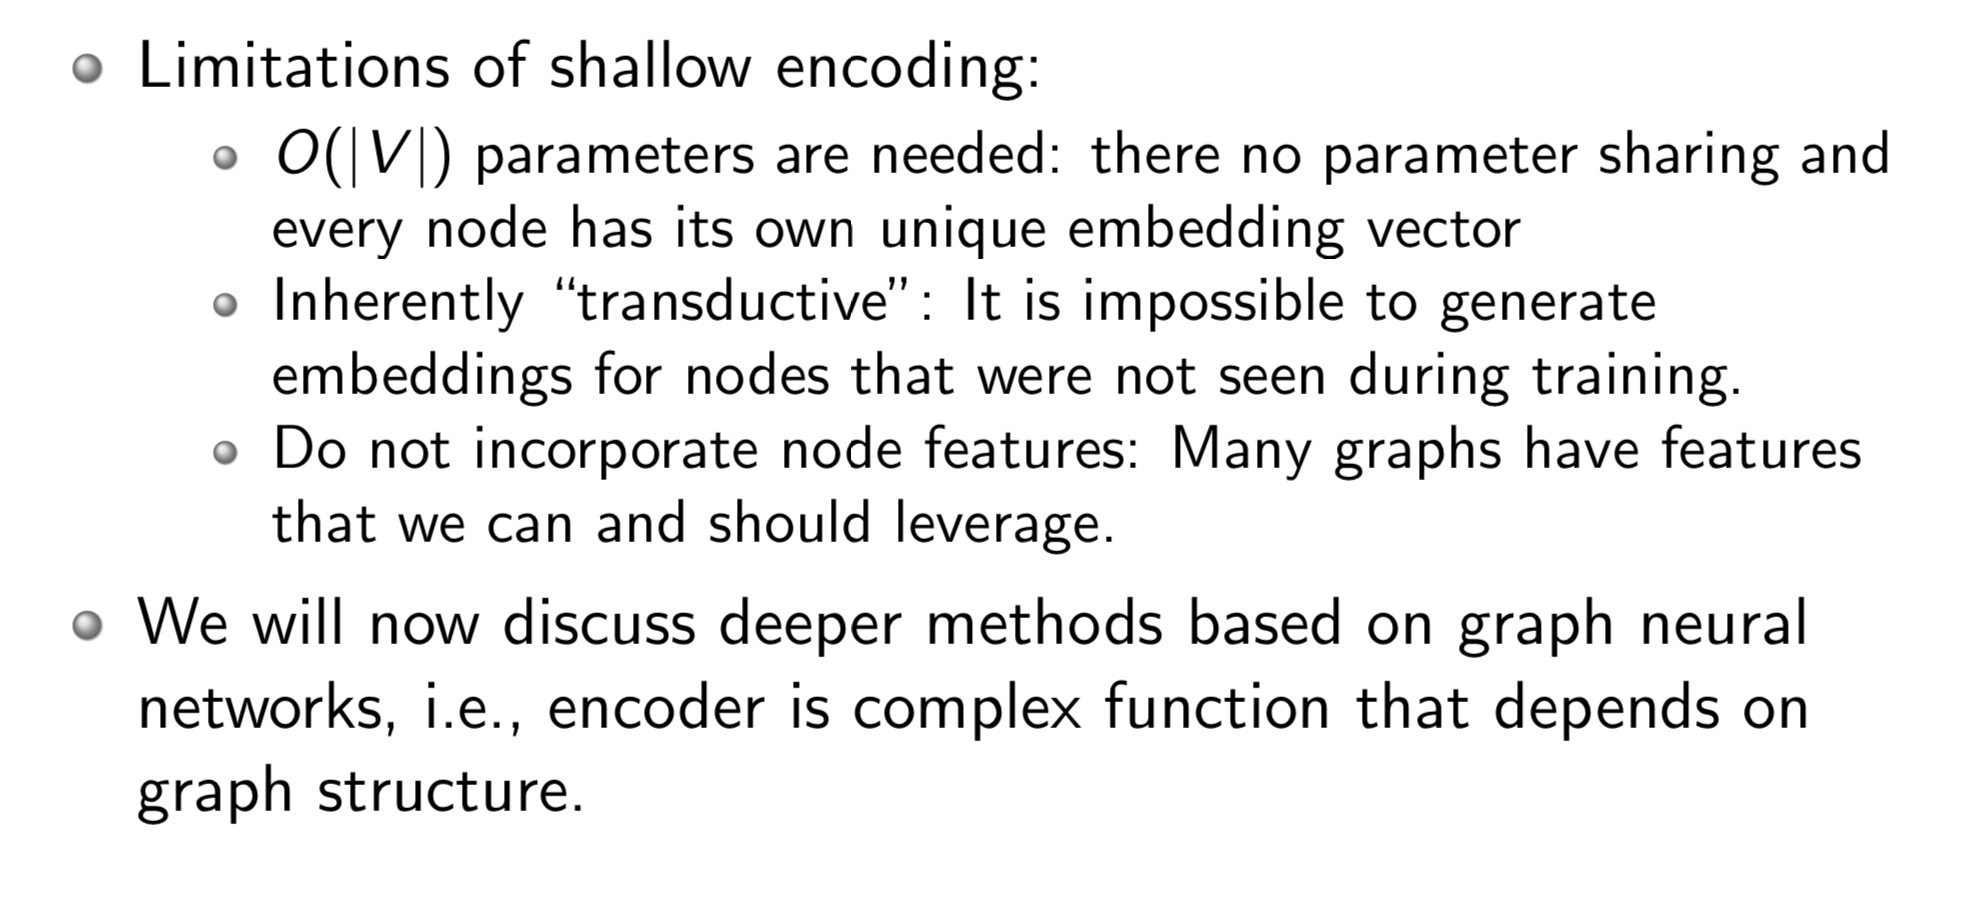 Limitations of shallow encoding:
O(|V|) parameters are needed: there no parameter sharing and
every node has its own unique embedding vector
Inherently “transductive”: It is impossible to generate
embeddings for nodes that were not seen during training.
Do not incorporate node features: Many graphs have features
that we can and should leverage.
We will now discuss deeper methods based on graph neural
networks, i.e., encoder is complex function that depends on
graph structure.